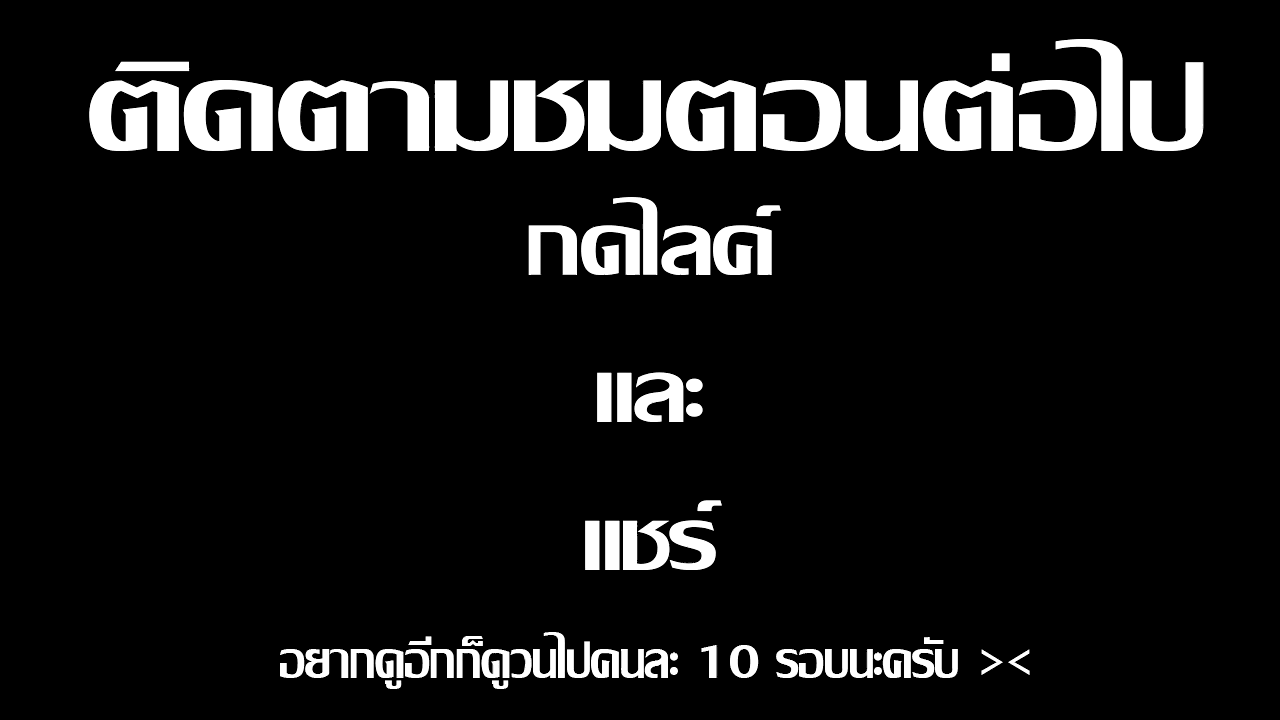 ติดตามชมตอนต่อไป
กดไลค์
และ
แชร์
อยากดูอีกก็ดูวนไปคนละ 10 รอบนะครับ ><